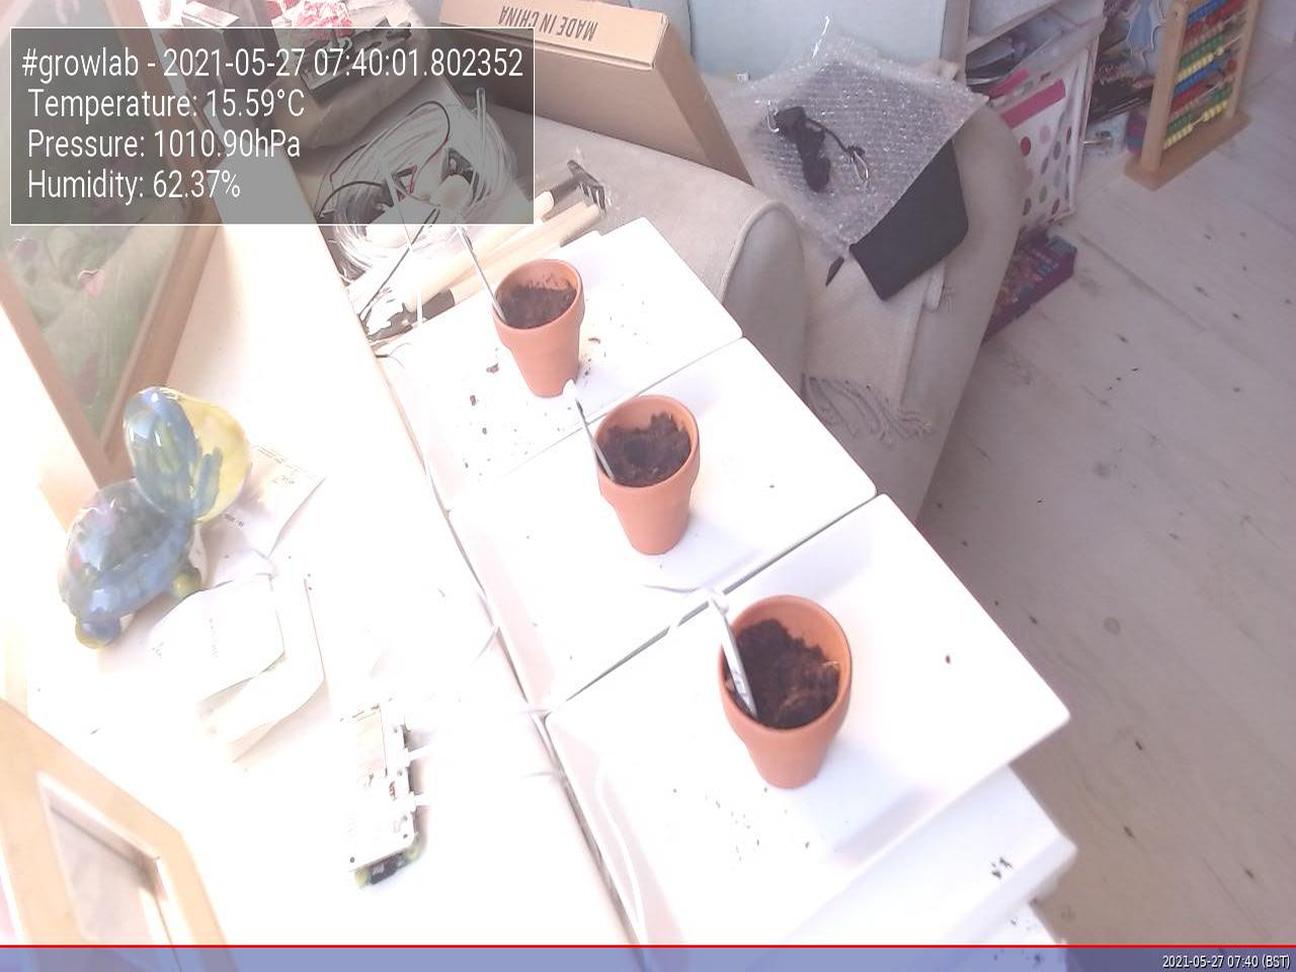 #growlab - 2021-05-27 07:40:01.802352
Temperature: 15.59°C
Pressure: 1010.90hPa
Humidity: 62.37%
MADE IN CHINA
2021-05-27 07:40 (BST)